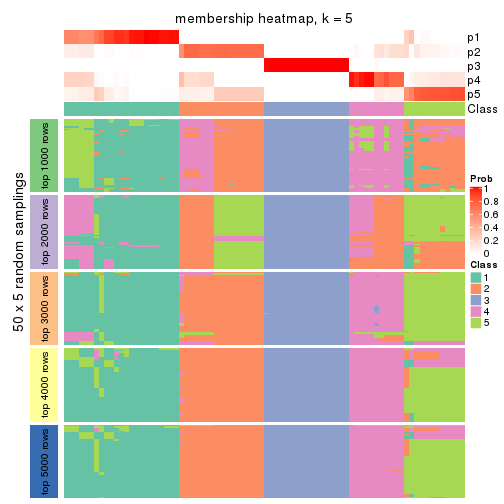 membership heatmap, k = 5
p1
p2
p3
p4
p5
Class
50 x 5 random samplings
top 1000 rows
top 2000 rows
top 3000 rows
top 4000 rows
top 5000 rows
Prob
1
0.8
0.6
0.4
0.2
0
Class
1
2
3
4
5